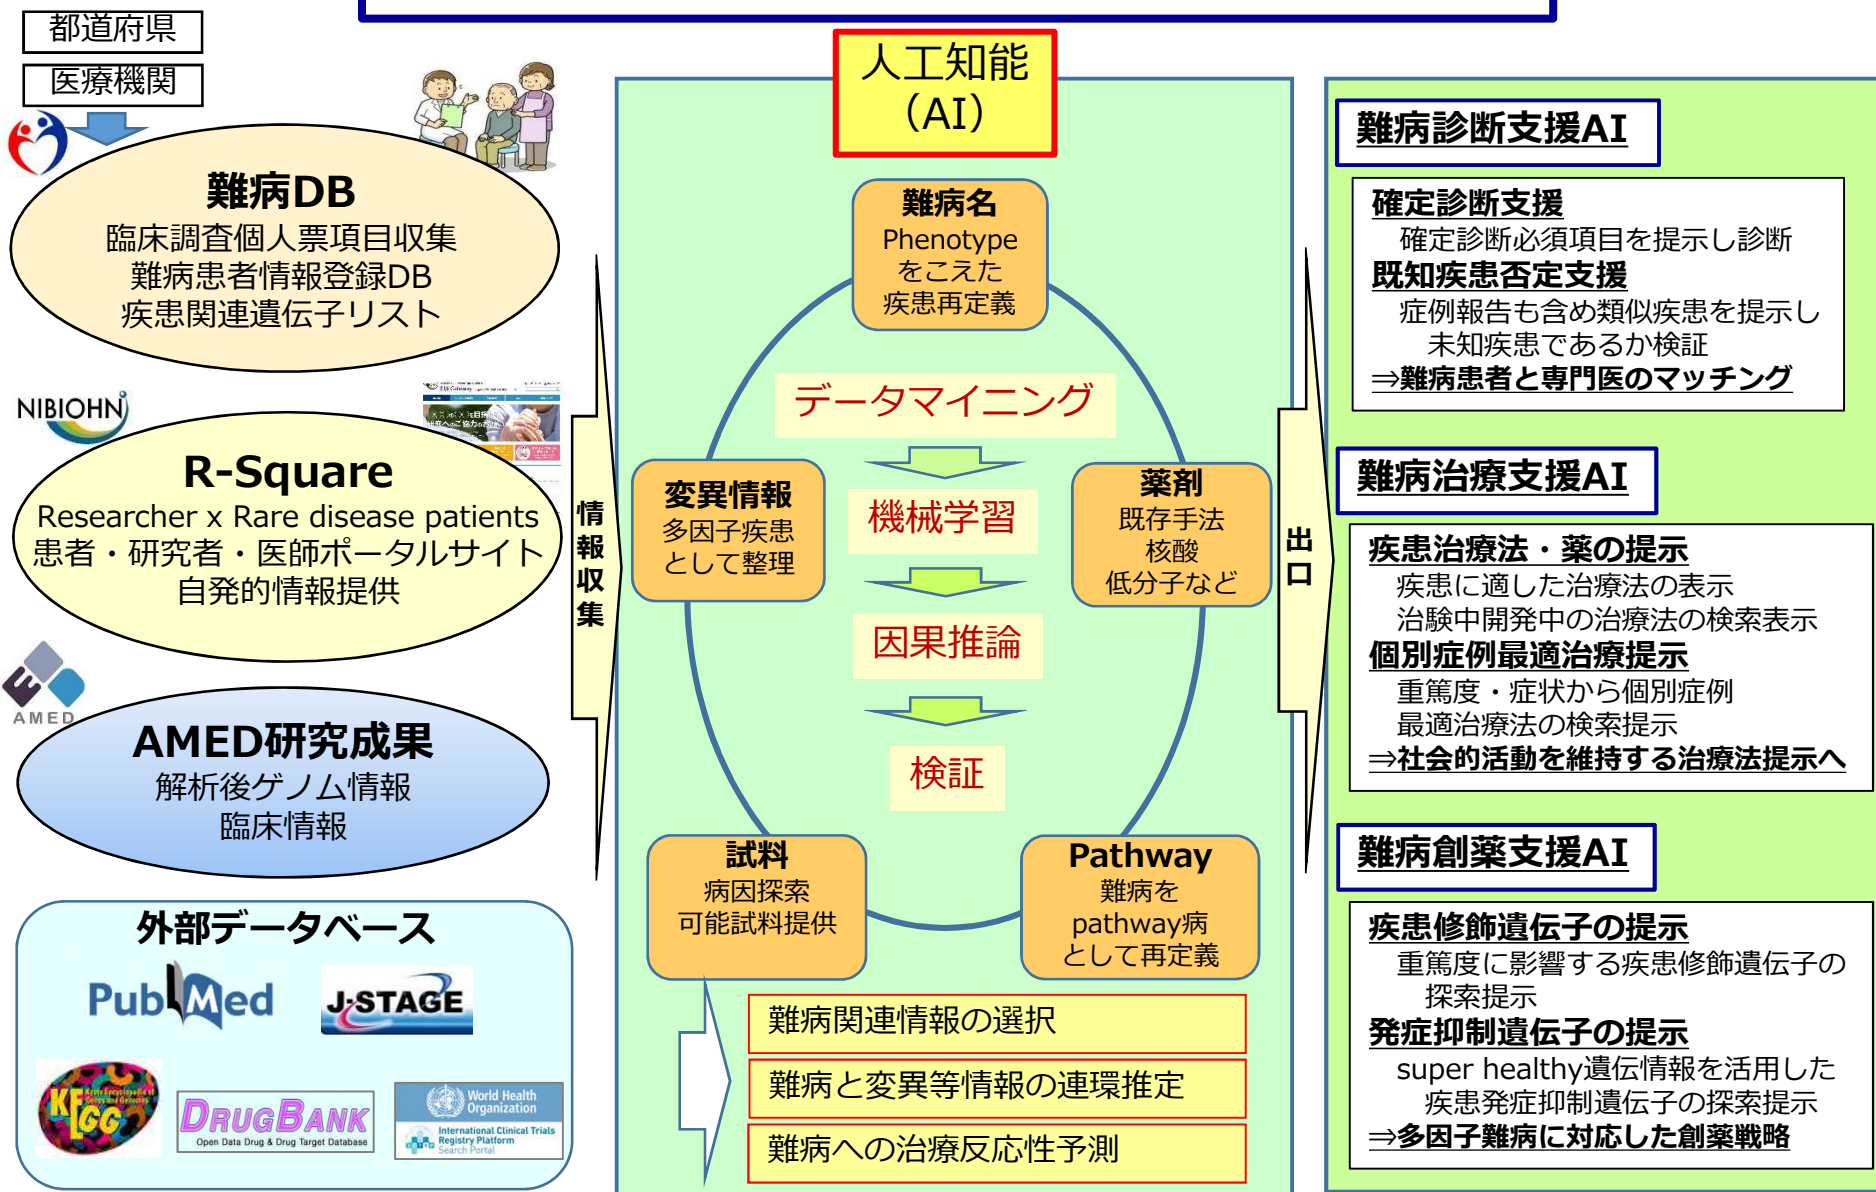 都道府県
医療機関
難病DB
臨床調査個人票項目収集
難病患者情報登録DB
疾患関連遺伝子リスト
NIBIOHN
R-Square
Researcher x Rare disease patients
患者・研究者・医師ポータルサイト
自発的情報提供
AMED
AMED研究成果
解析後ゲノム情報
臨床情報
外部データベース
PubMed
J-STAGE
KEGG
DRUGBANK
Open Data Drug & Drug Target Database
World Health
Organization
International Clinical Trials
Registry Platform
Search Portal
情報収集
人工知能
（AI）
難病名
Phenotype
をこえた
疾患再定義
データマイニング
機械学習
因果推論
検証
変異情報
多因子疾患
として整理
薬剤
既存手法
核酸
低分子など
試料
病因探索
可能試料提供
Pathway
難病を
pathway病
として再定義
難病関連情報の選択
難病と変異等情報の連環推定
難病への治療反応性予測
出口
難病診断支援AI
確定診断支援
確定診断必須項目を提示し診断
既知疾患否定支援
症例報告も含め類似疾患を提示し
未知疾患であるか検証
⇒難病患者と専門医のマッチング
難病治療支援AI
疾患治療法・薬の提示
疾患に適した治療法の表示
治験中開発中の治療法の検索表示
個別症例最適治療提示
重篤度・症状から個別症例
最適治療法の検索提示
⇒社会的活動を維持する治療法提示へ
難病創薬支援AI
疾患修飾遺伝子の提示
重篤度に影響する疾患修飾遺伝子の
探索提示
発症抑制遺伝子の提示
super healthy遺伝情報を活用した
疾患発症抑制遺伝子の探索提示
⇒多因子難病に対応した創薬戦略